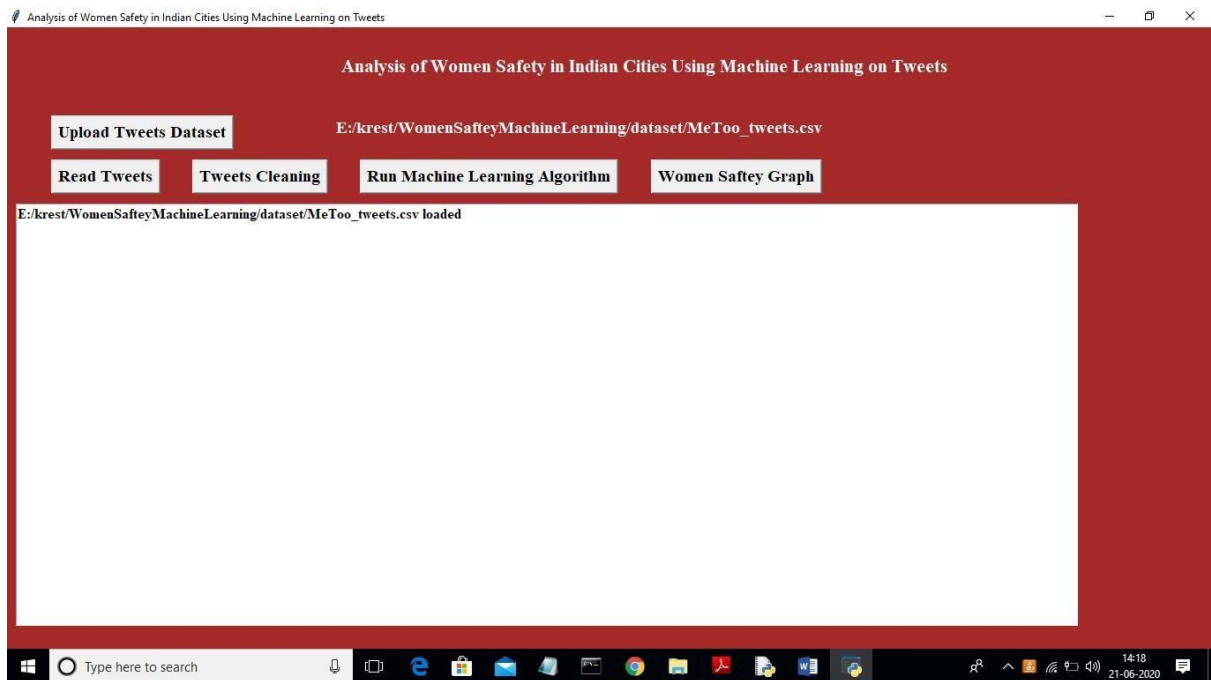 Analysis of Women Safety in Indian Cities Using Machine Learning on Tweets
Analysis of Women Safety in Indian Cities Using Machine Learning on Tweets
Upload Tweets Dataset
E:/krest/WomenSafteyMachineLearning/dataset/MeToo_tweets.csv
Read Tweets
Tweets Cleaning
Run Machine Learning Algorithm
Women Saftey Graph
E:/krest/WomenSafteyMachineLearning/dataset/MeToo_tweets.csv loaded
Type here to search
14:18
21-06-2020